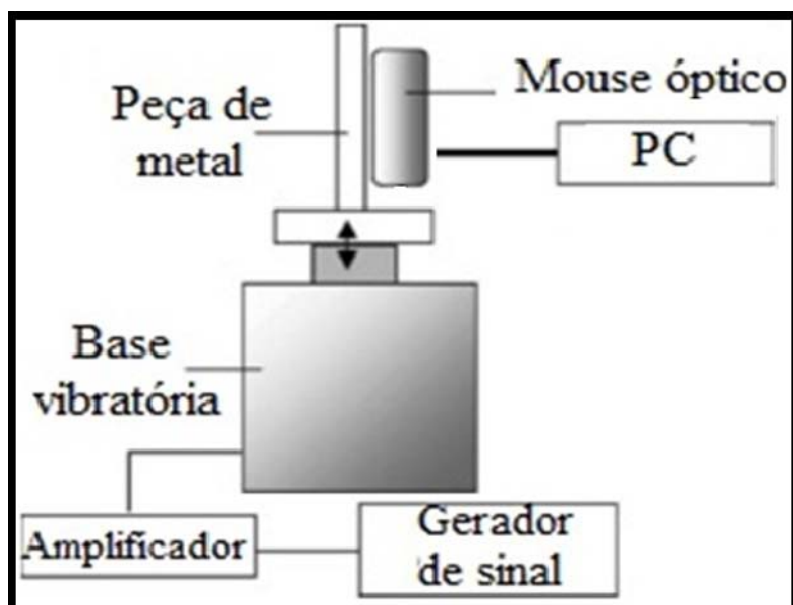 Peça de
metal
Mouse óptico
PC
Base
vibratória
Amplificador
Gerador
de sinal